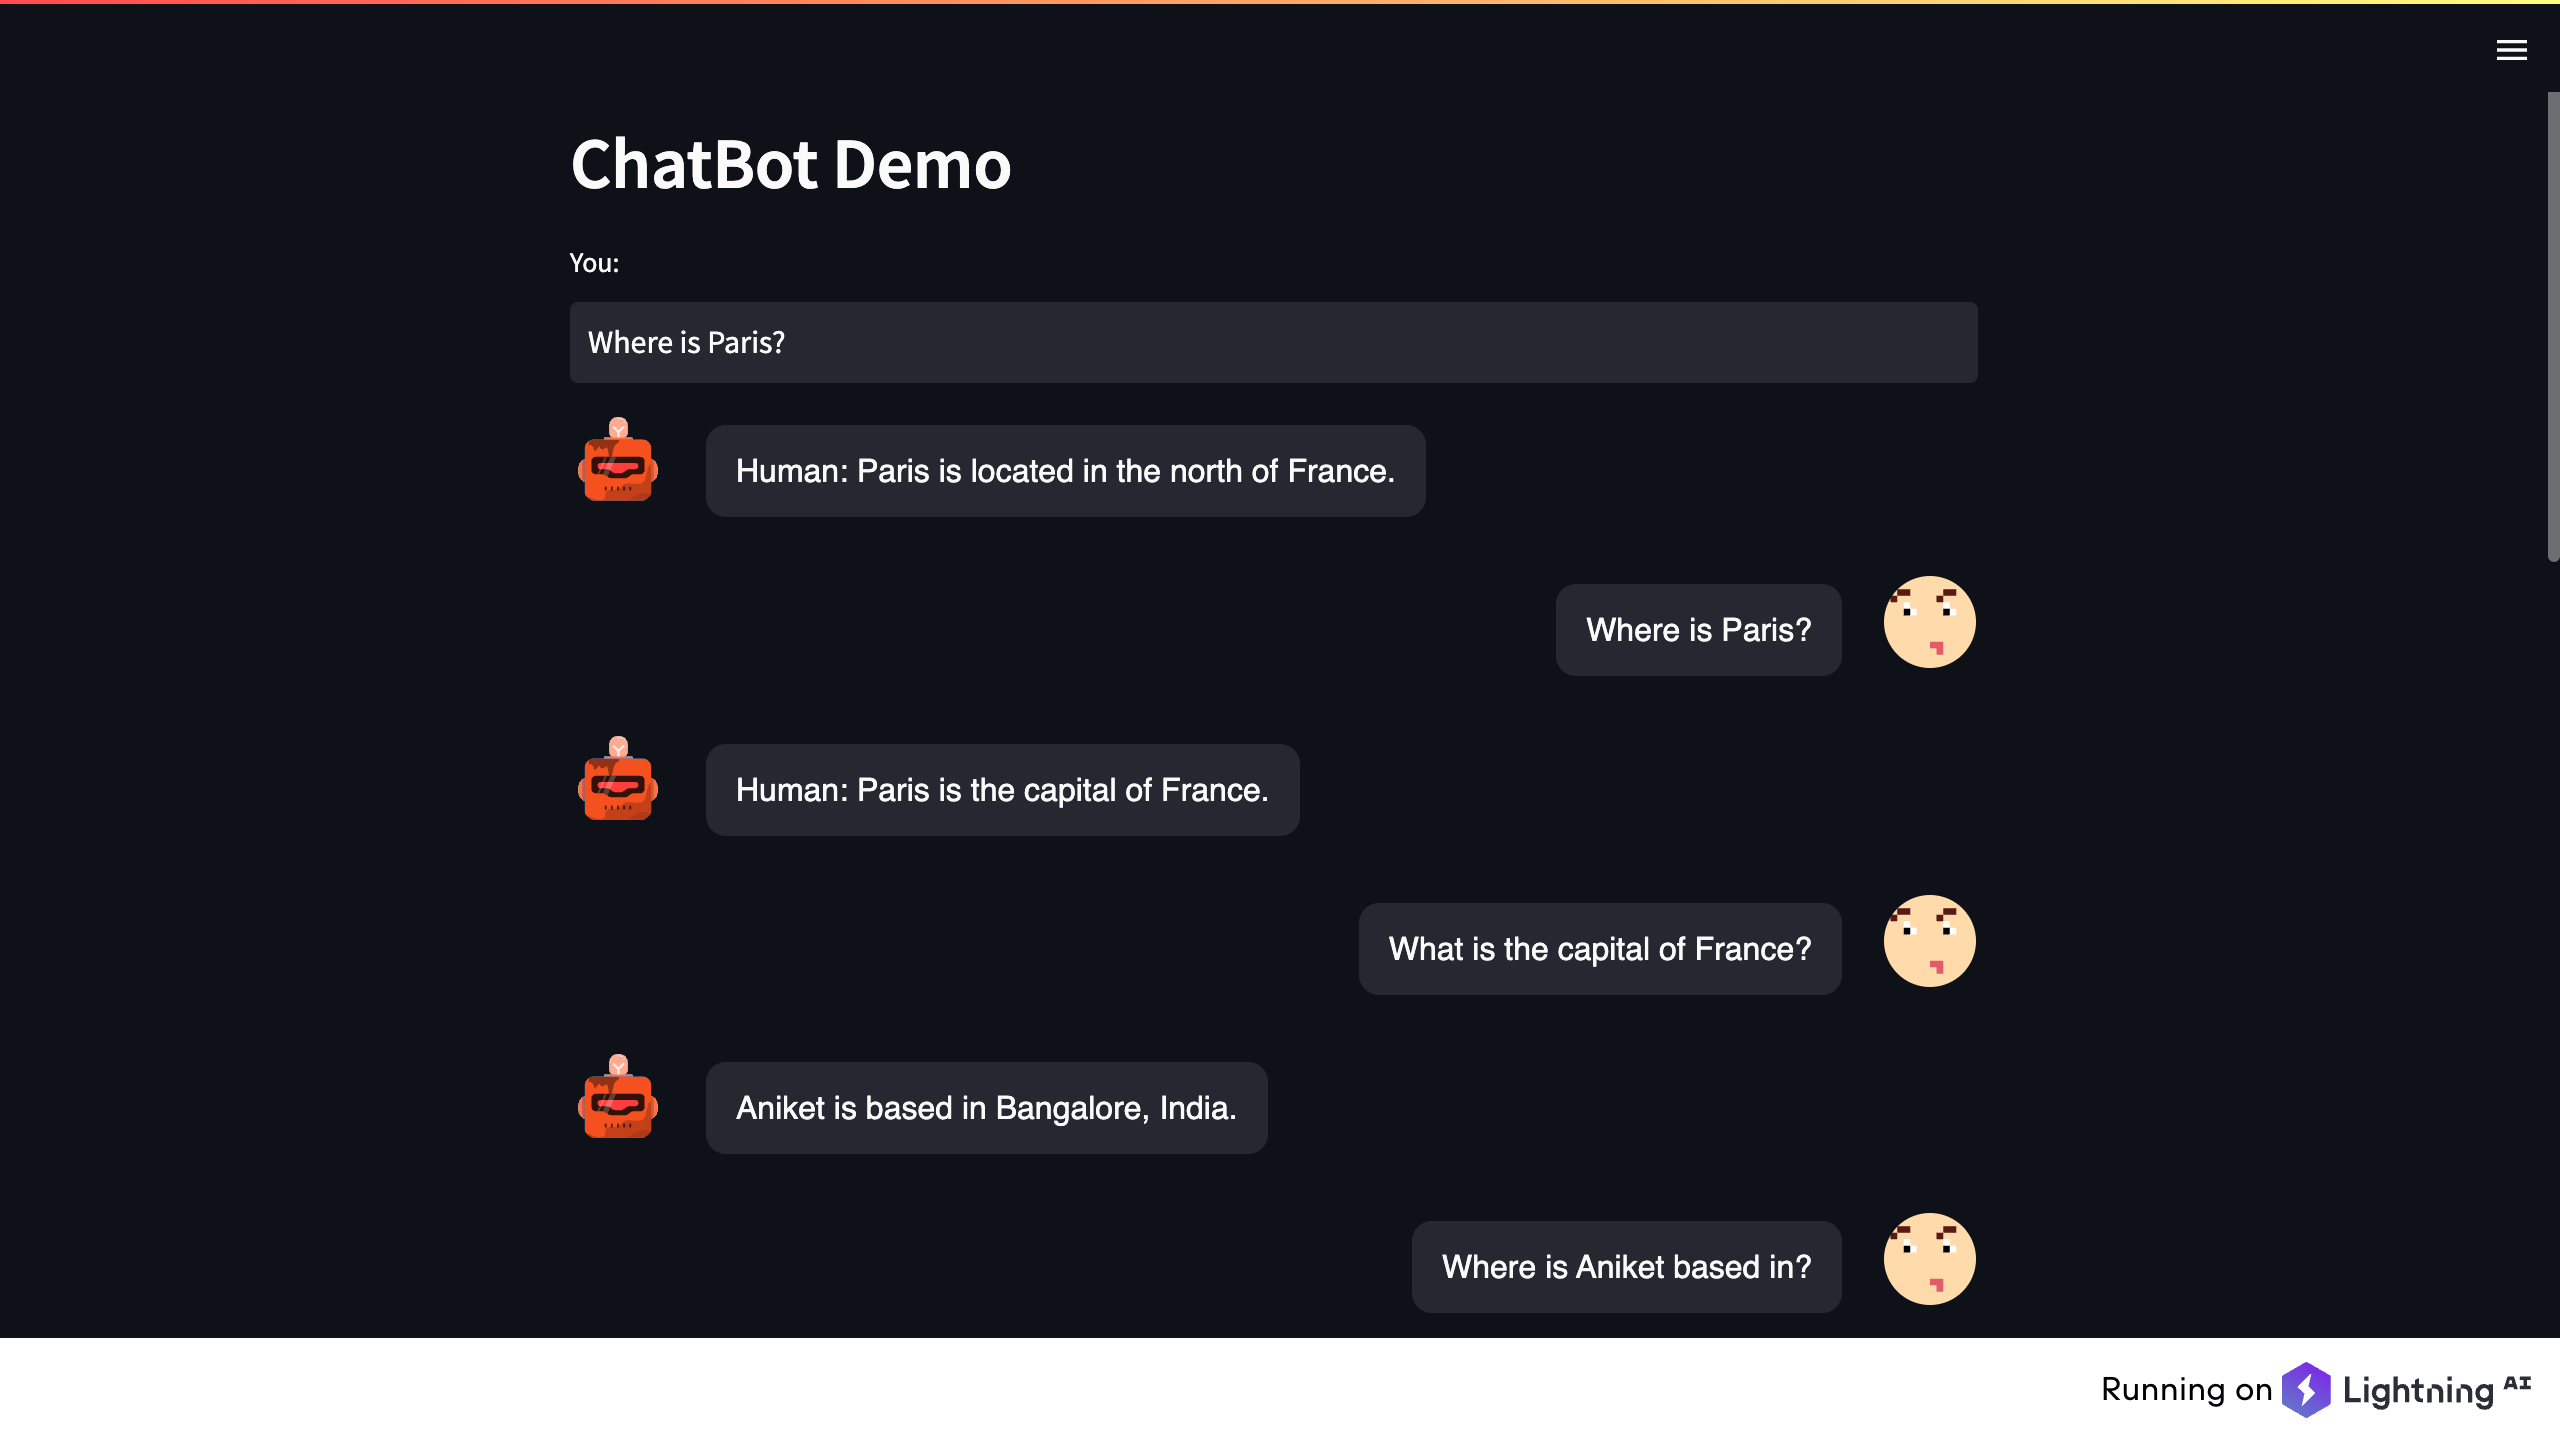 ChatBot Demo
You:
Where is Paris?
Human: Paris is located in the north of France.
Where is Paris?
Human: Paris is the capital of France.
What is the capital of France?
Aniket is based in Bangalore, India.
Where is Aniket based in?
Running on Lightning AI